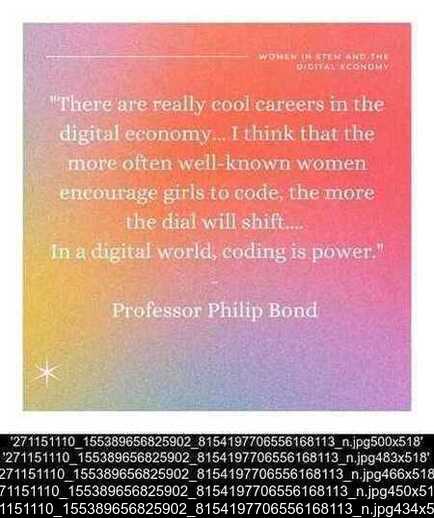 WOMEN IN STEM AND THE
DIGITAL ECONOMY
"There are really cool careers in the
digital economy... I think that the
more often well-known women
encourage girls to code, the more
the dial will shift....
In a digital world, coding is power."
-
Professor Philip Bond
'271151110_155389656825902_8154197706556168113_n.jpg500x518'
'271151110_155389656825902_8154197706556168113_n.jpg483x518'
271151110_155389656825902_8154197706556168113_n.jpg466x518
71151110_155389656825902_8154197706556168113_n.jpg450x51
1151110_155389656825902_8154197706556168113_n.jpg434x5